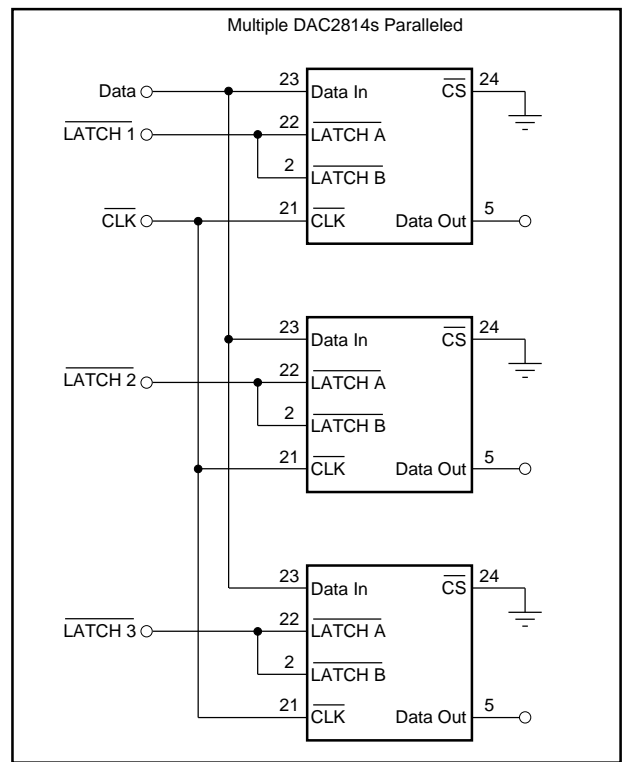 Multiple DAC2814s Paralleled
Data 23 Data In CS 24
LATCH 1 22 LATCH A
2 LATCH B
CLK 21 CLK Data Out 5
23 Data In CS 24
LATCH 2 22 LATCH A
2 LATCH B
21 CLK Data Out 5
23 Data In CS 24
LATCH 3 22 LATCH A
2 LATCH B
21 CLK Data Out 5